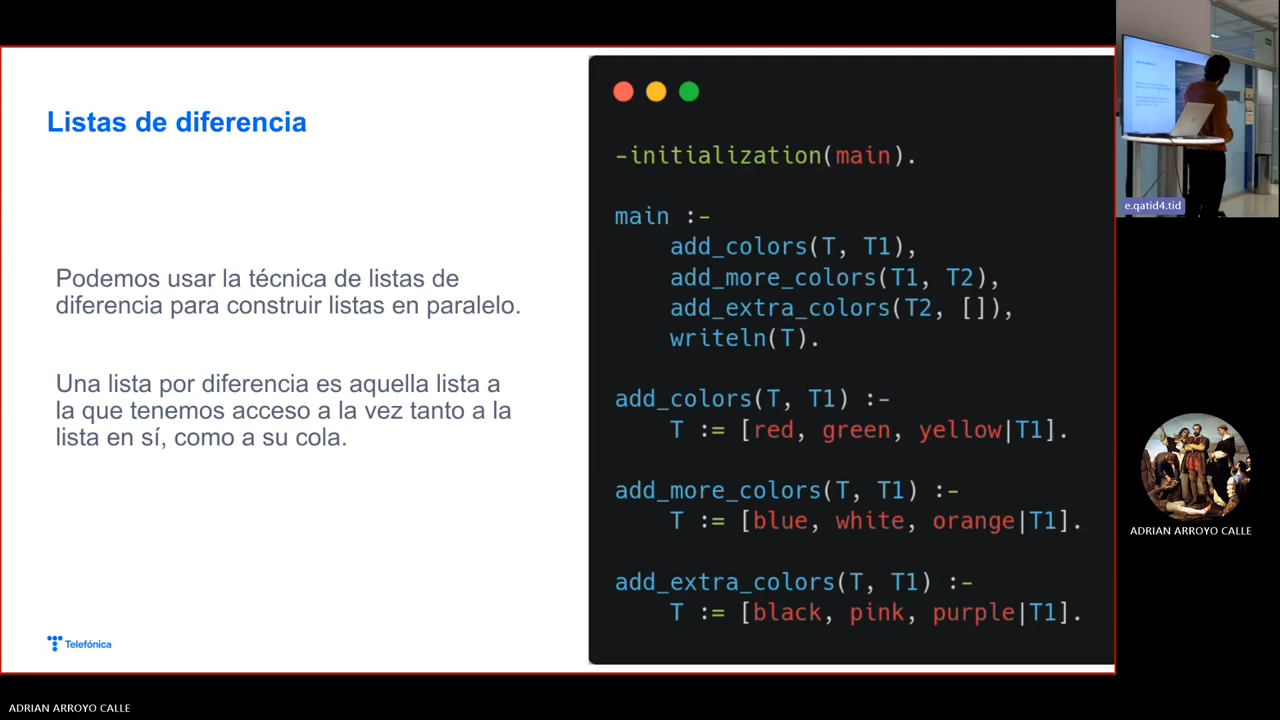 Listas de diferencia
Podemos usar la técnica de listas de
diferencia para construir listas en paralelo.
Una lista por diferencia es aquella lista a
la que tenemos acceso a la vez tanto a la
lista en sí, como a su cola.
Telefónica
-initialization(main).
main :-
    add_colors(T, T1),
    add_more_colors(T1, T2),
    add_extra_colors(T2, []),
    writeln(T).
add_colors(T, T1) :-
    T := [red, green, yellow|T1].
add_more_colors(T, T1) :-
    T := [blue, white, orange|T1].
add_extra_colors(T, T1) :-
    T := [black, pink, purple|T1].
e.qatid4.tid
ADRIAN ARROYO CALLE
ADRIAN ARROYO CALLE